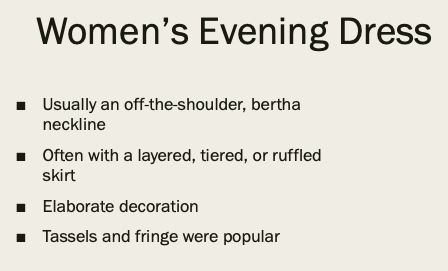 Women's Evening Dress
▪ Usually an off-the-shoulder, bertha
neckline
▪ Often with a layered, tiered, or ruffled
skirt
▪ Elaborate decoration
▪ Tassels and fringe were popular